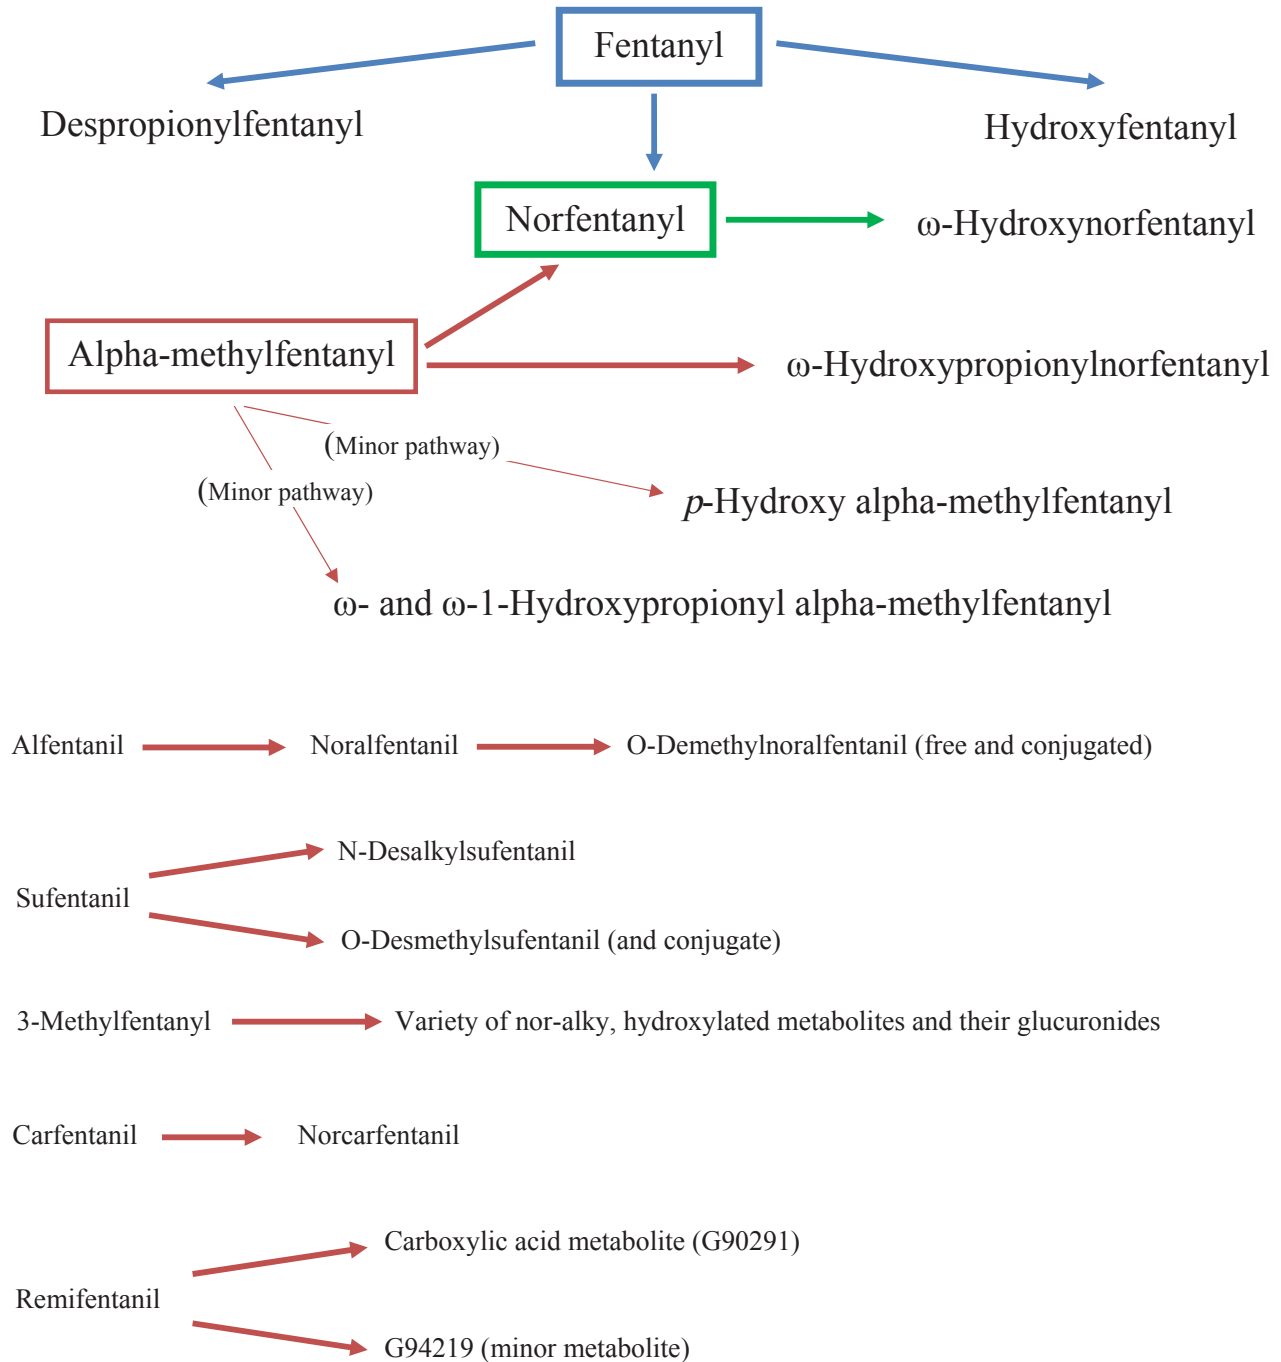 Fentanyl
Despropionylfentanyl
Hydroxyfentanyl
Norfentanyl
ω-Hydroxynorfentanyl
Alpha-methylfentanyl
ω-Hydroxypropionylnorfentanyl
(Minor pathway)
(Minor pathway)
p-Hydroxy alpha-methylfentanyl
ω- and ω-1-Hydroxypropionyl alpha-methylfentanyl
Alfentanil
Noralfentanil
O-Demethylnoralfentanil (free and conjugated)
N-Desalkylsufentanil
Sufentanil
O-Desmethylsufentanil (and conjugate)
3-Methylfentanyl
Variety of nor-alky, hydroxylated metabolites and their glucuronides
Carfentanil
Norcarfentanil
Carboxylic acid metabolite (G90291)
Remifentanil
G94219 (minor metabolite)